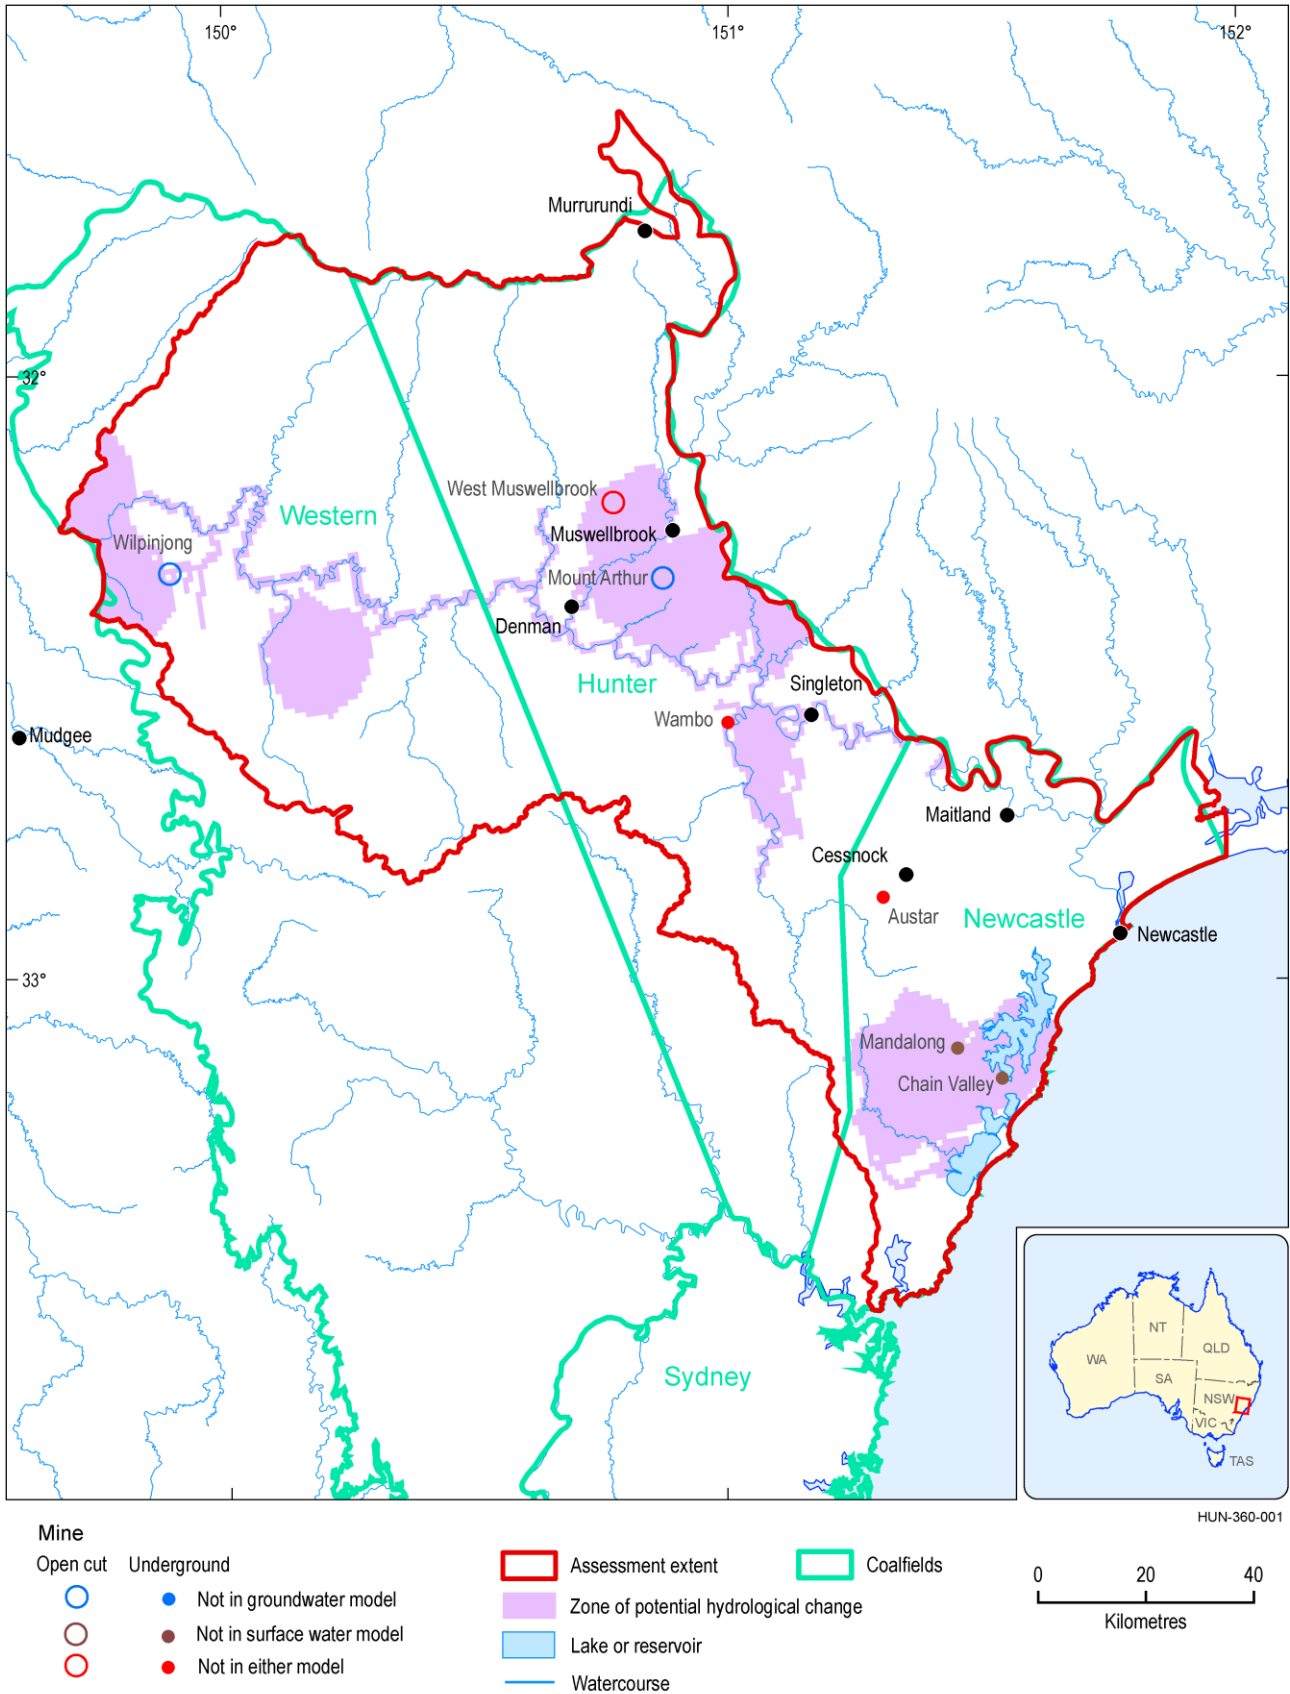 150°
151°
152°
Murrurundi
32°
West Muswellbrook
Western
Muswellbrook
Wilpinjong
Mount Arthur
Denman
Hunter
Singleton
Wambo
Mudgee
Maitland
Cessnock
Austar
Newcastle
Newcastle
33°
Mandalong
Chain Valley
Sydney
NT
QLD
WA
SA
NSW
VIC
TAS
HUN-360-001
Mine
Open cut
Underground
Not in groundwater model
Not in surface water model
Not in either model
Assessment extent
Zone of potential hydrological change
Lake or reservoir
Watercourse
Coalfields
0 20 40
Kilometres